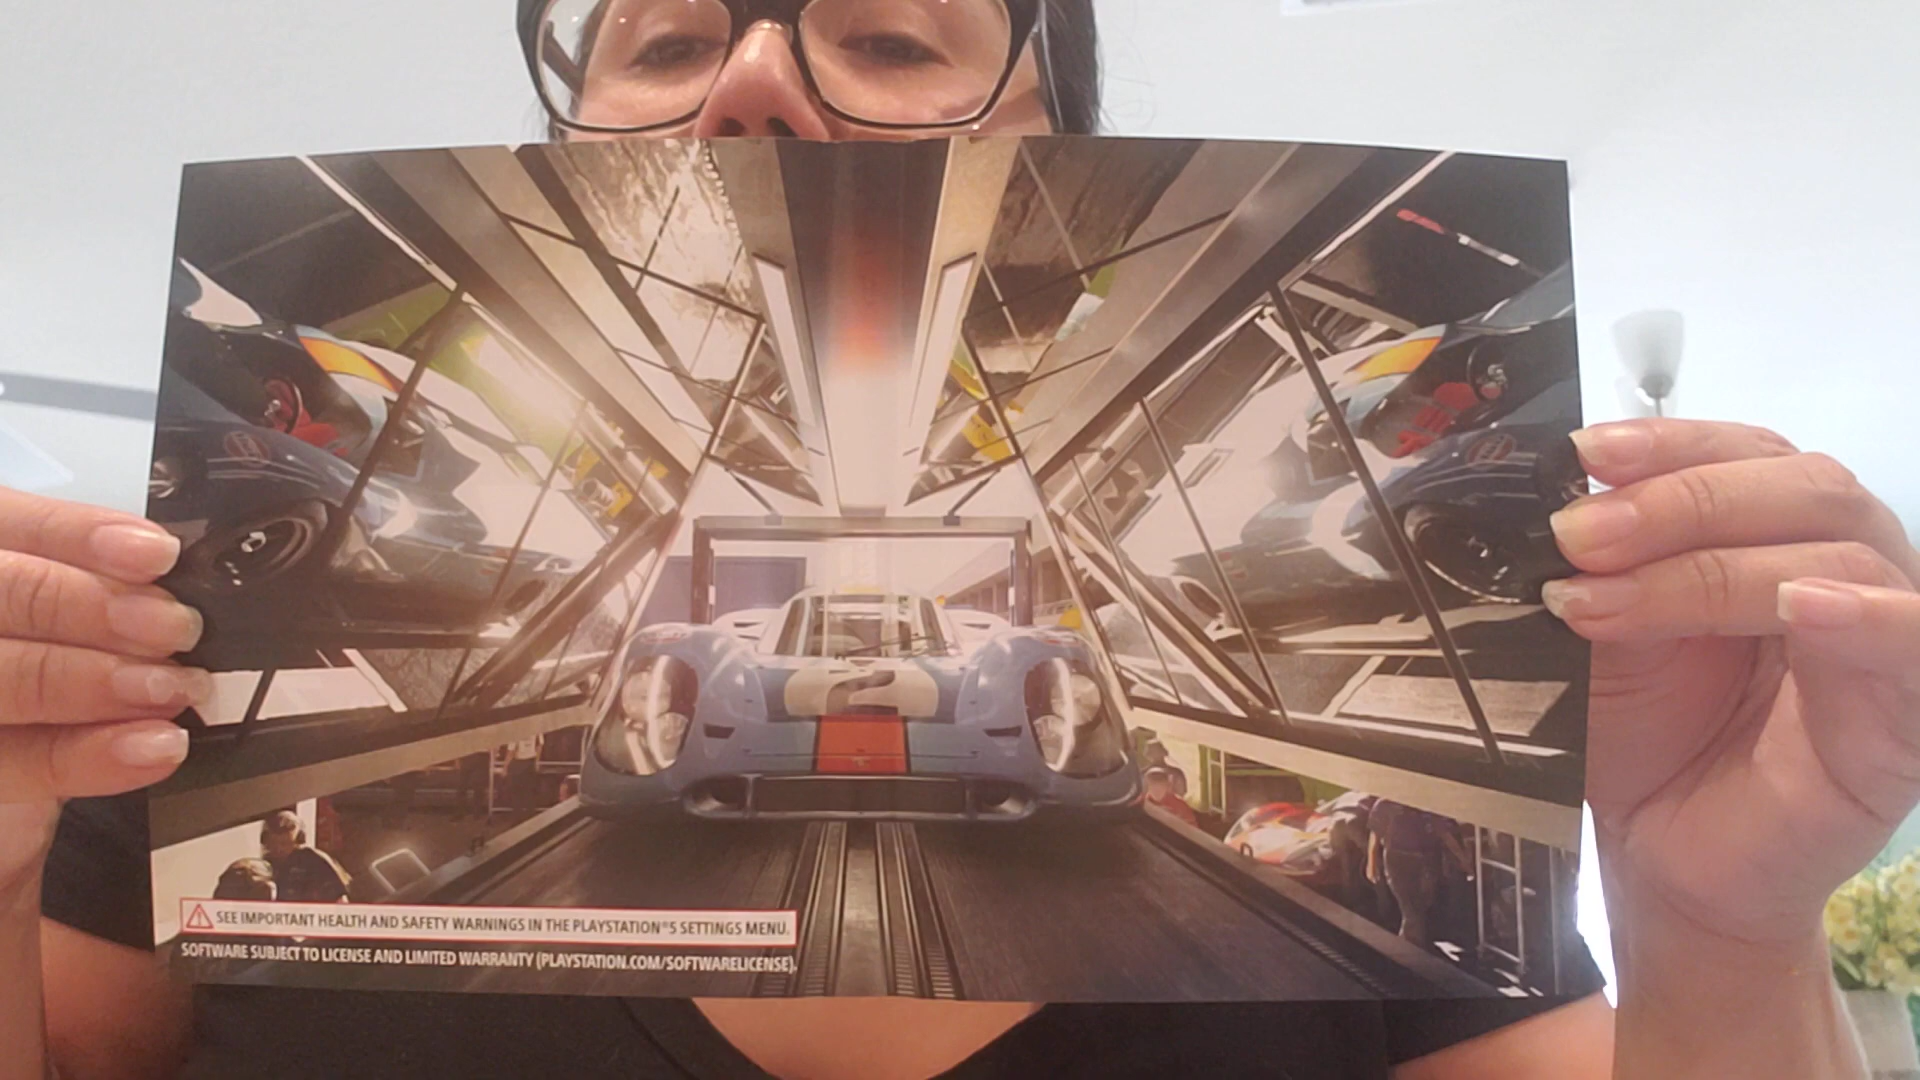 2
SEE IMPORTANT HEALTH AND SAFETY WARNINGS IN THE PLAYSTATION®5 SETTINGS MENU.
SOFTWARE SUBJECT TO LICENSE AND LIMITED WARRANTY (PLAYSTATION.COM/SOFTWARELICENSE).